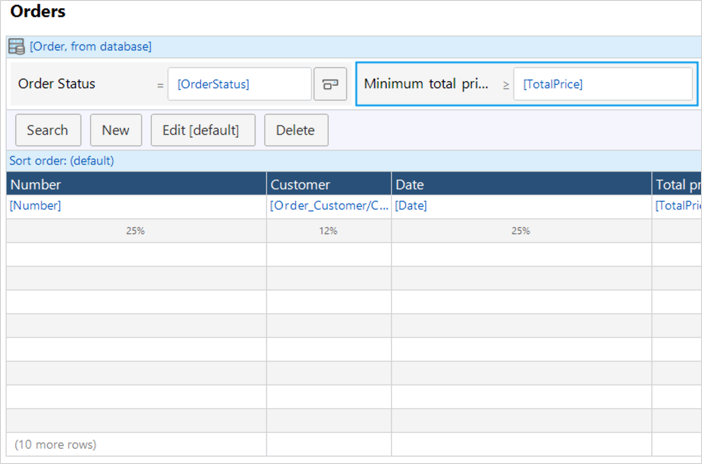 Orders
[Order, from database]
Order Status = [OrderStatus] Minimum total pri... ≥ [TotalPrice]
Search New Edit [default] Delete
Sort order: (default)
Number Customer Date Total pr
[Number] [Order_Customer/C... [Date] [TotalPri
25% 12% 25%
(10 more rows)